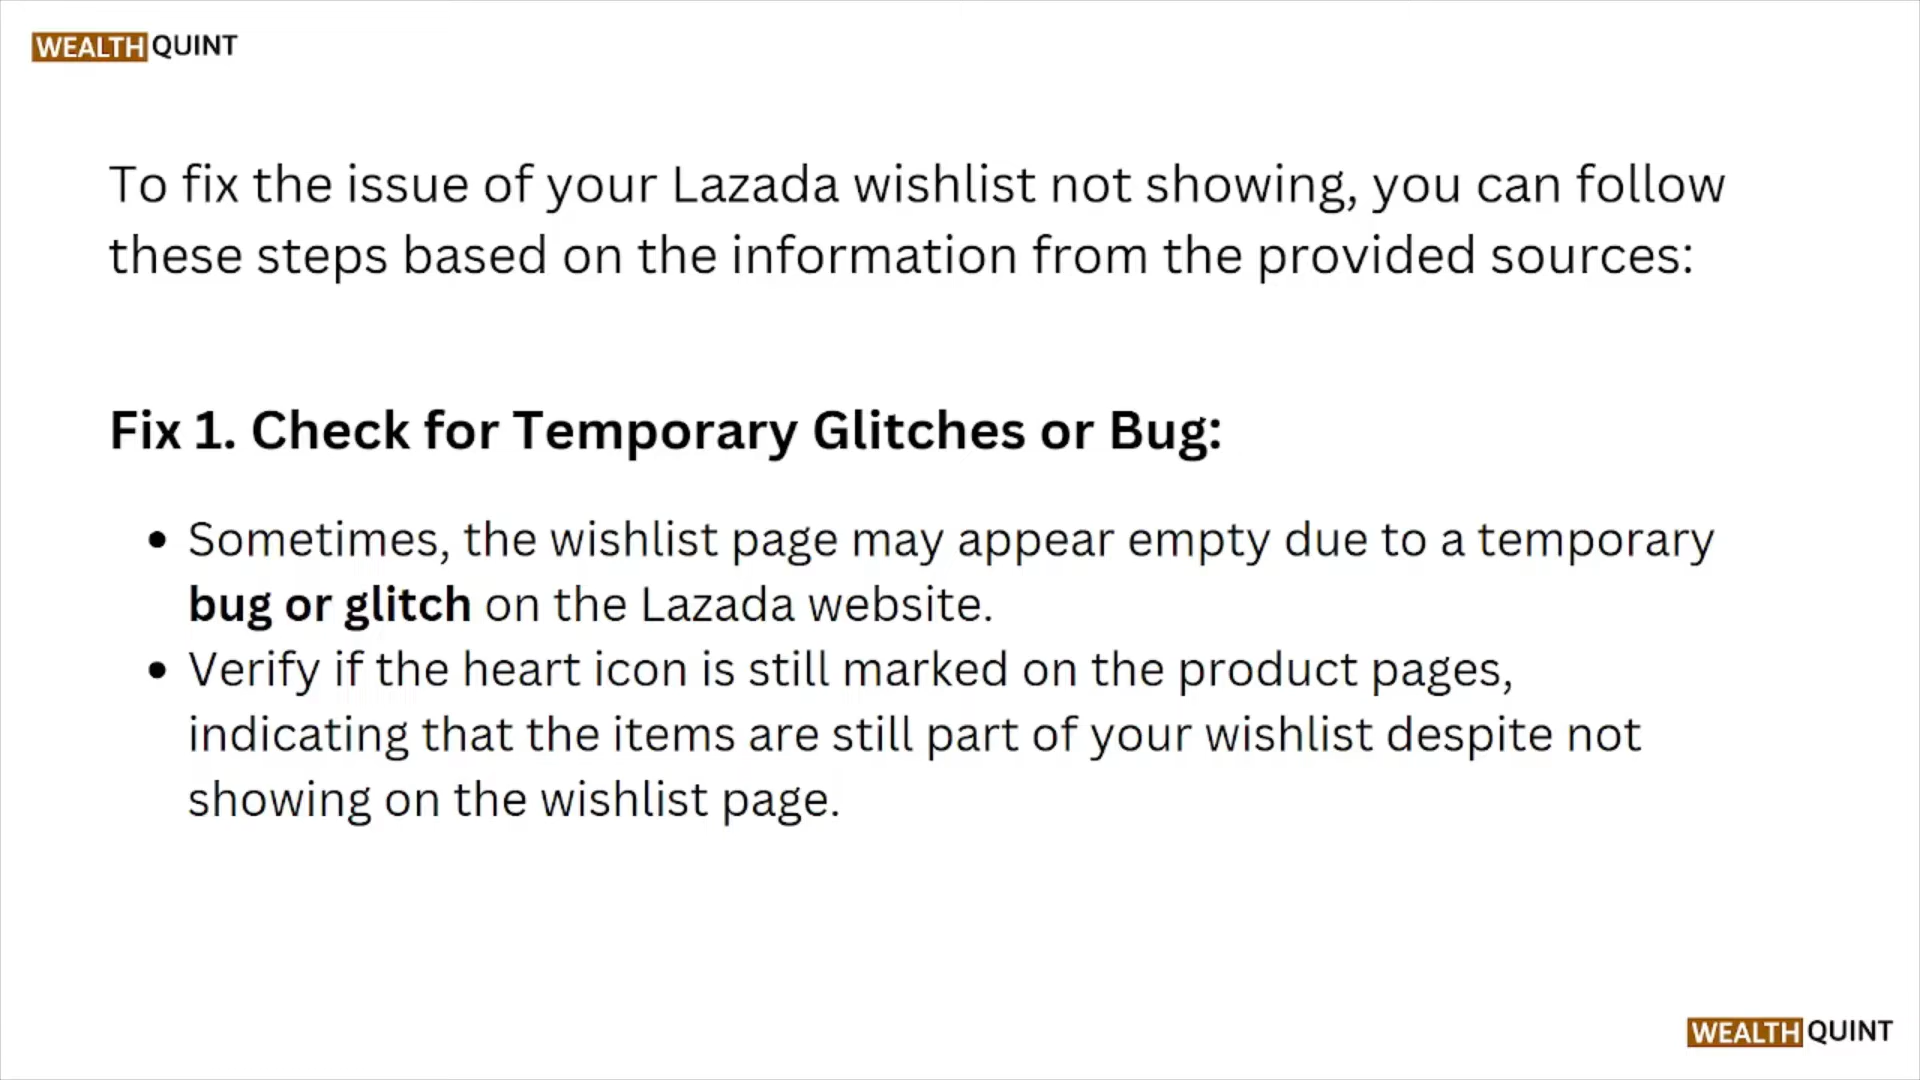 WEALTH QUINT
To fix the issue of your Lazada wishlist not showing, you can follow
these steps based on the information from the provided sources:
Fix 1. Check for Temporary Glitches or Bug:
• Sometimes, the wishlist page may appear empty due to a temporary
bug or glitch on the Lazada website.
• Verify if the heart icon is still marked on the product pages,
indicating that the items are still part of your wishlist despite not
showing on the wishlist page.
WEALTH QUINT